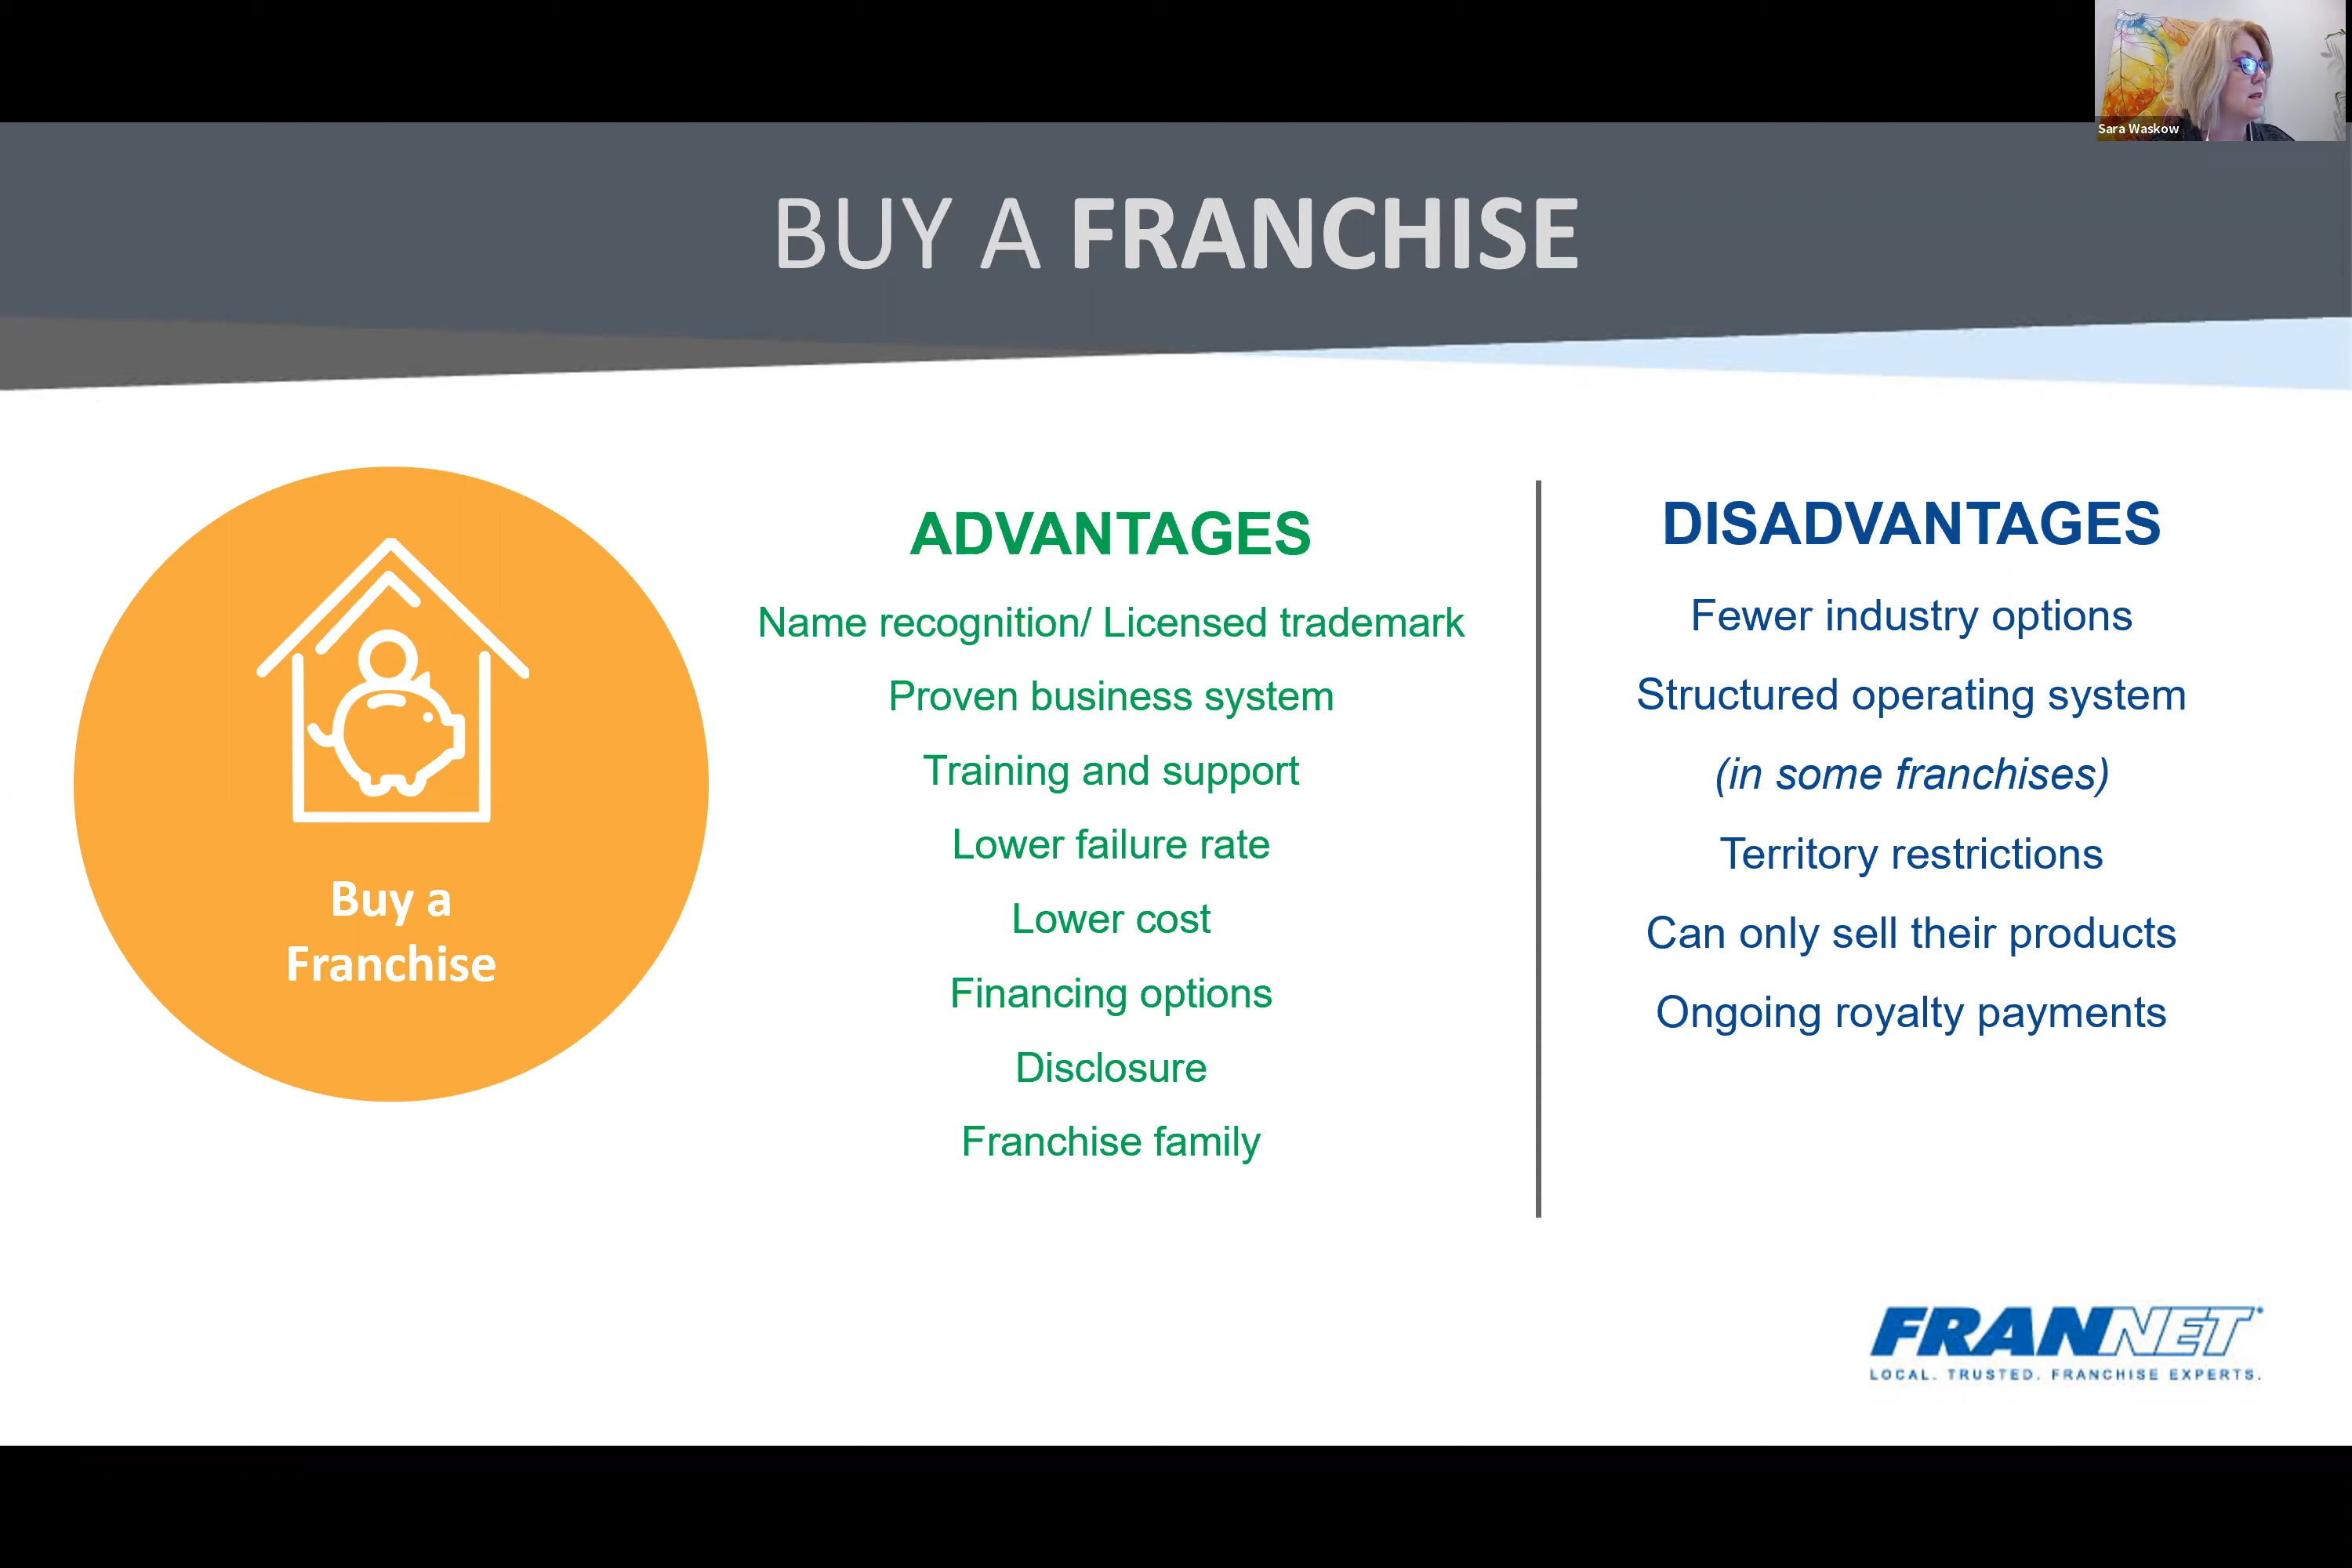 Sara Waskow
BUY A FRANCHISE
Buy a
Franchise
ADVANTAGES
Name recognition/ Licensed trademark
Proven business system
Training and support
Lower failure rate
Lower cost
Financing options
Disclosure
Franchise family
DISADVANTAGES
Fewer industry options
Structured operating system
(in some franchises)
Territory restrictions
Can only sell their products
Ongoing royalty payments
FRANNET
LOCAL. TRUSTED. FRANCHISE EXPERTS.